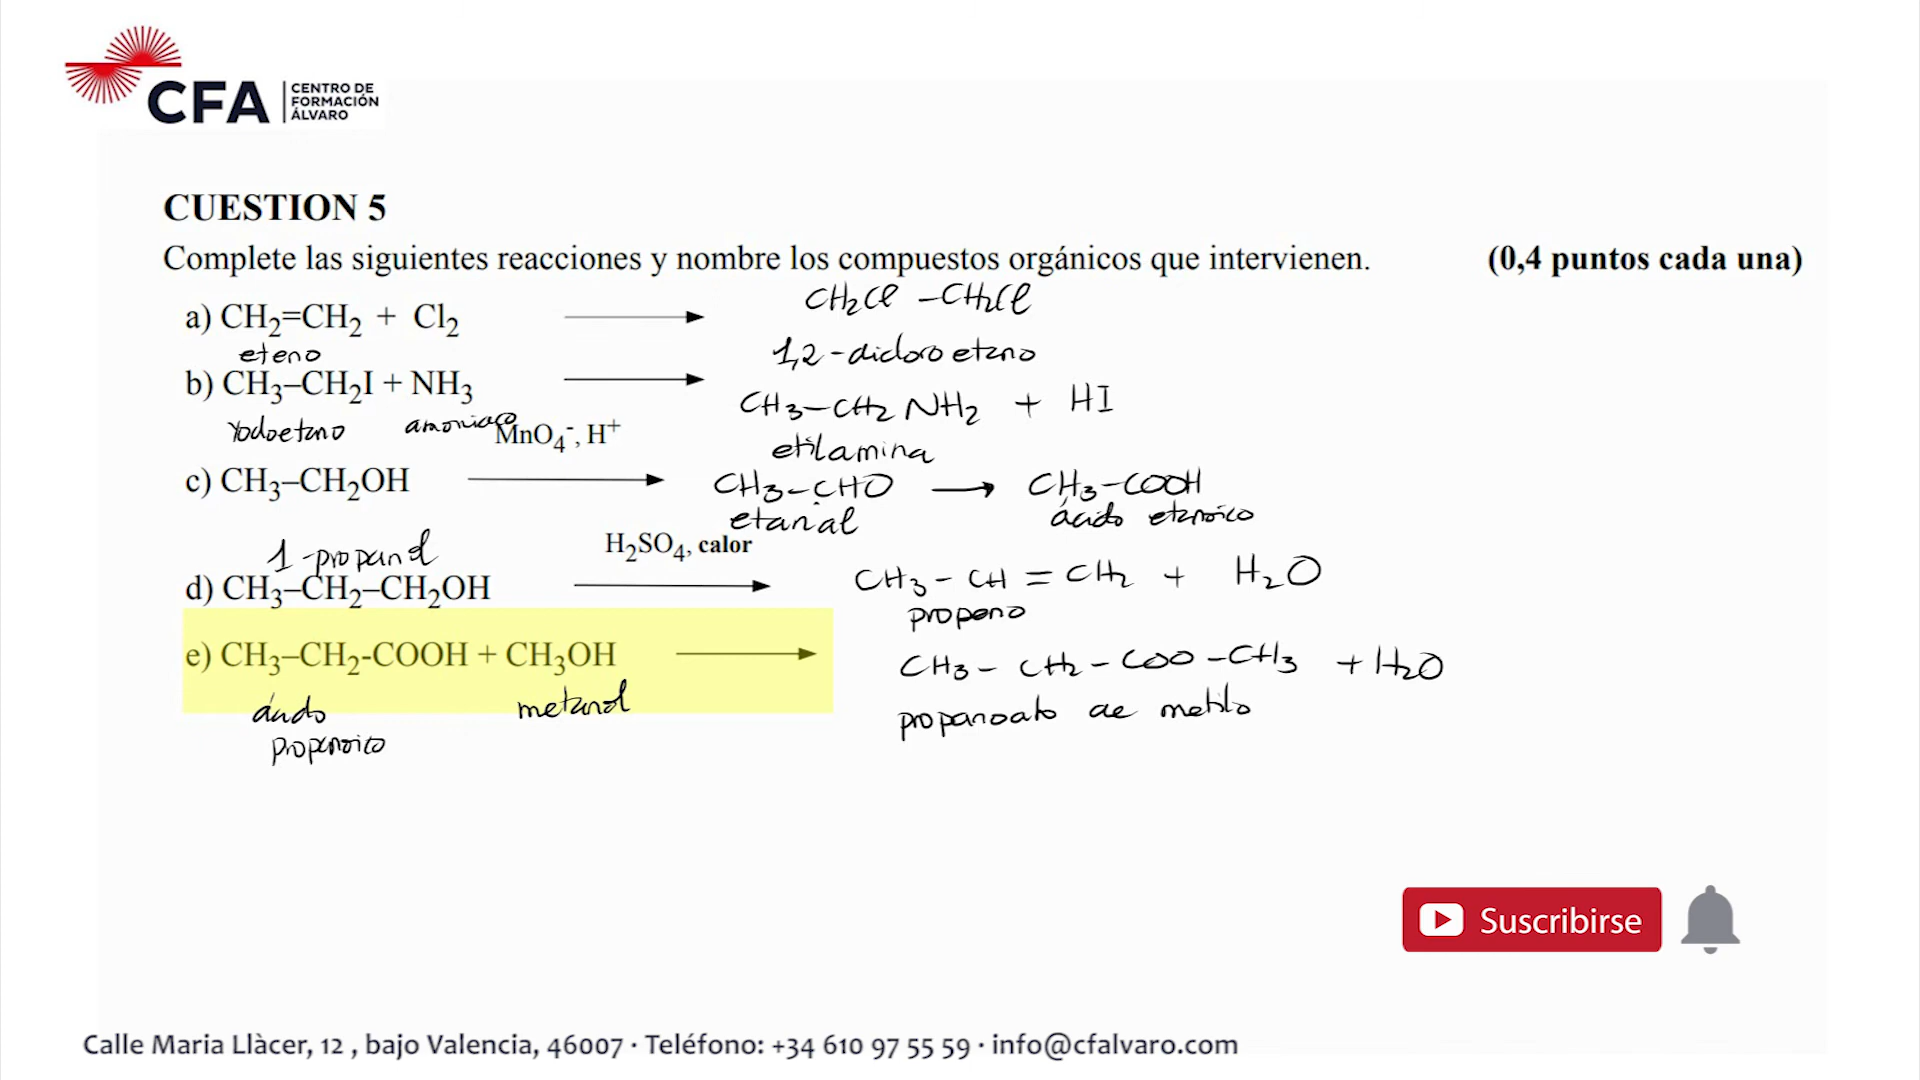 CFA
CENTRO DE
FORMACIÓN
ÁLVARO
CUESTION 5
Complete las siguientes reacciones y nombre los compuestos orgánicos que intervienen. (0,4 puntos cada una)
a) CH₂=CH₂ + Cl₂ ⟶ CH₂Cl – CH₂Cl
eteno 1,2-dicloro etano
b) CH₃–CH₂I + NH₃ ⟶ CH₃–CH₂NH₂ + HI
Yodoetano amoniaco etilamina
MnO₄⁻, H⁺
c) CH₃–CH₂OH ⟶ CH₃–CHO ⟶ CH₃–COOH
etanal ácido etanoico
1-propanol H₂SO₄, calor
d) CH₃–CH₂–CH₂OH ⟶ CH₃–CH=CH₂ + H₂O
propeno
e) CH₃–CH₂-COOH + CH₃OH ⟶ CH₃–CH₂–COO–CH₃ + H₂O
ácido metanol propanoato de metilo
propanoico
Suscribirse
Calle Maria Llàcer, 12 , bajo Valencia, 46007 · Teléfono: +34 610 97 55 59 · info@cfalvaro.com